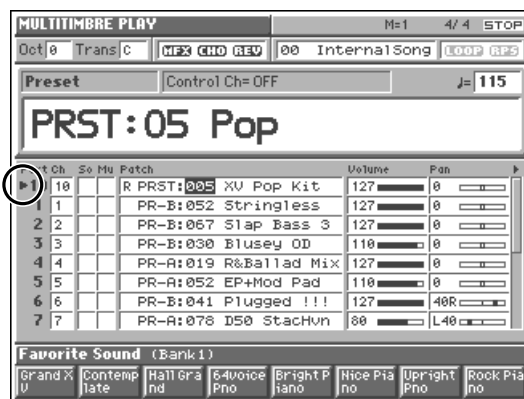 MULTITIMBRE PLAY M=1 4/ 4 STOP
Oct 0 Trans C MFX CHO REV 00 InternalSong LOOP RPS
Preset Control Ch= OFF ♩= 115
PRST:05 Pop
Ch So Mu Patch Volume Pan
10 R PRST:005 XV Pop Kit 127 0
1 1 PR-B:052 Stringless 127 0
2 2 PR-B:067 Slap Bass 3 127 0
3 3 PR-B:030 Blusey OD 110 0
4 4 PR-A:019 R&Ballad Mix 127 0
5 5 PR-A:052 EP+Mod Pad 110 0
6 6 PR-B:041 Plugged !!! 127 40R
7 7 PR-A:078 D50 StacHvn 80 L40
Favorite Sound (Bank1)
Grand X Contemp Hall Gra 64voice Bright P Nice Pia Upright Rock Pia
V late nd Pno iano no Pno no